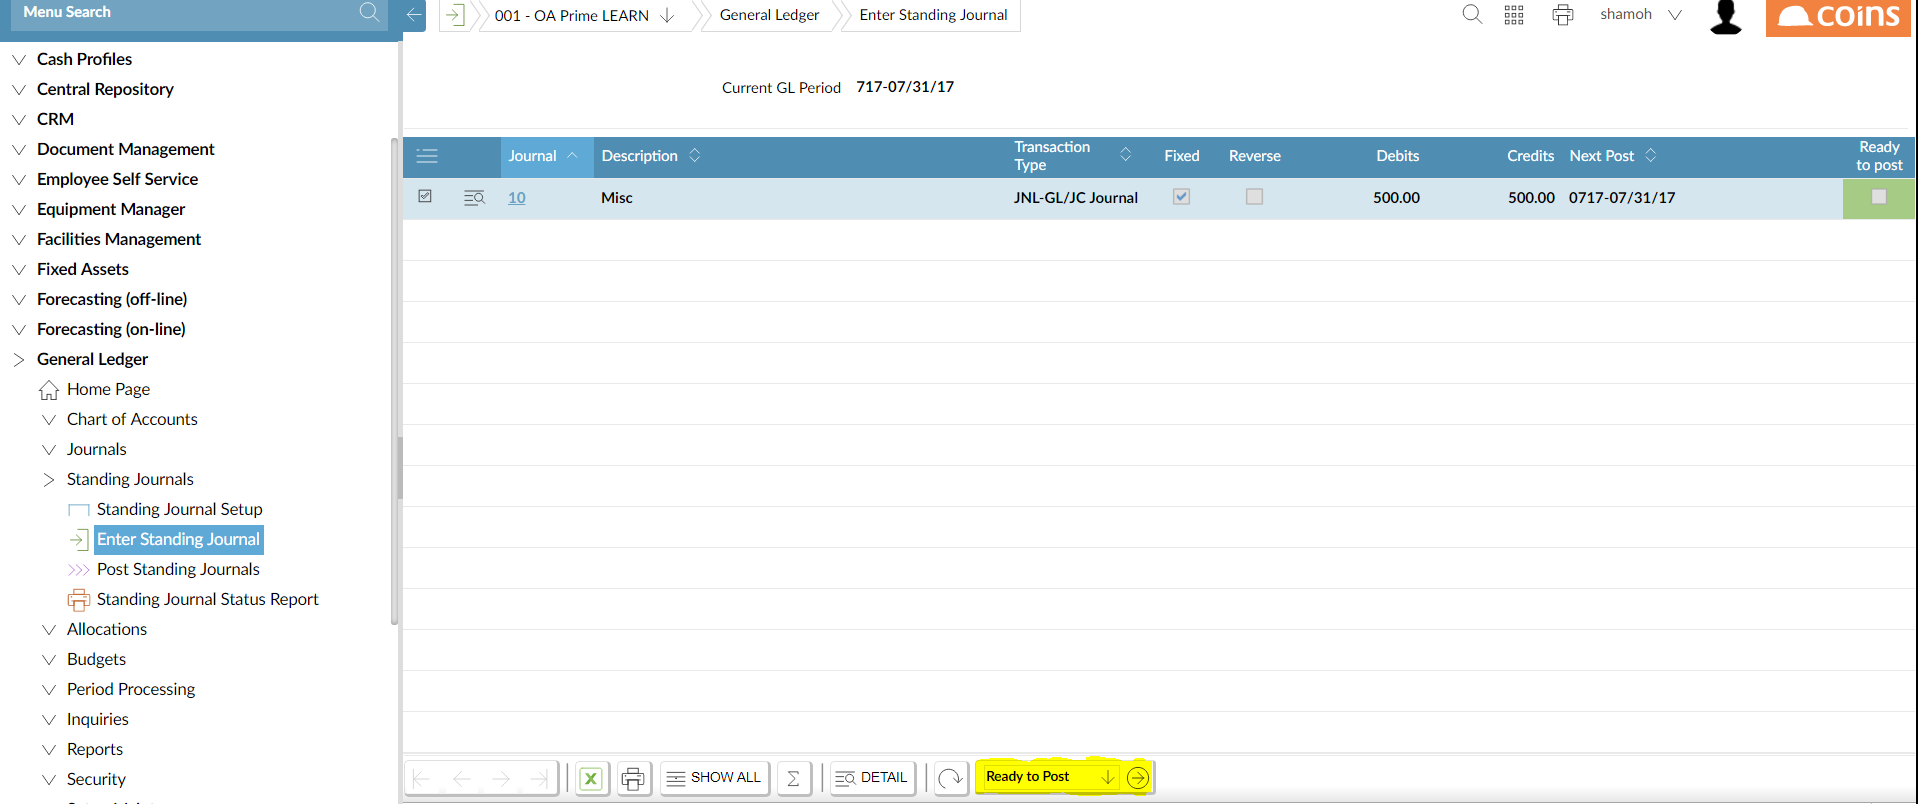 Menu Search
001 - OA Prime LEARN
General Ledger
Enter Standing Journal
shamoh
coins
Cash Profiles
Central Repository
CRM
Document Management
Employee Self Service
Equipment Manager
Facilities Management
Fixed Assets
Forecasting (off-line)
Forecasting (on-line)
General Ledger
Home Page
Chart of Accounts
Journals
Standing Journals
Standing Journal Setup
Enter Standing Journal
Post Standing Journals
Standing Journal Status Report
Allocations
Budgets
Period Processing
Inquiries
Reports
Security
Current GL Period 717-07/31/17
Journal Description Transaction Type Fixed Reverse Debits Credits Next Post Ready to post
10 Misc JNL-GL/JC Journal 500.00 500.00 0717-07/31/17
X SHOW ALL Σ DETAIL Ready to Post